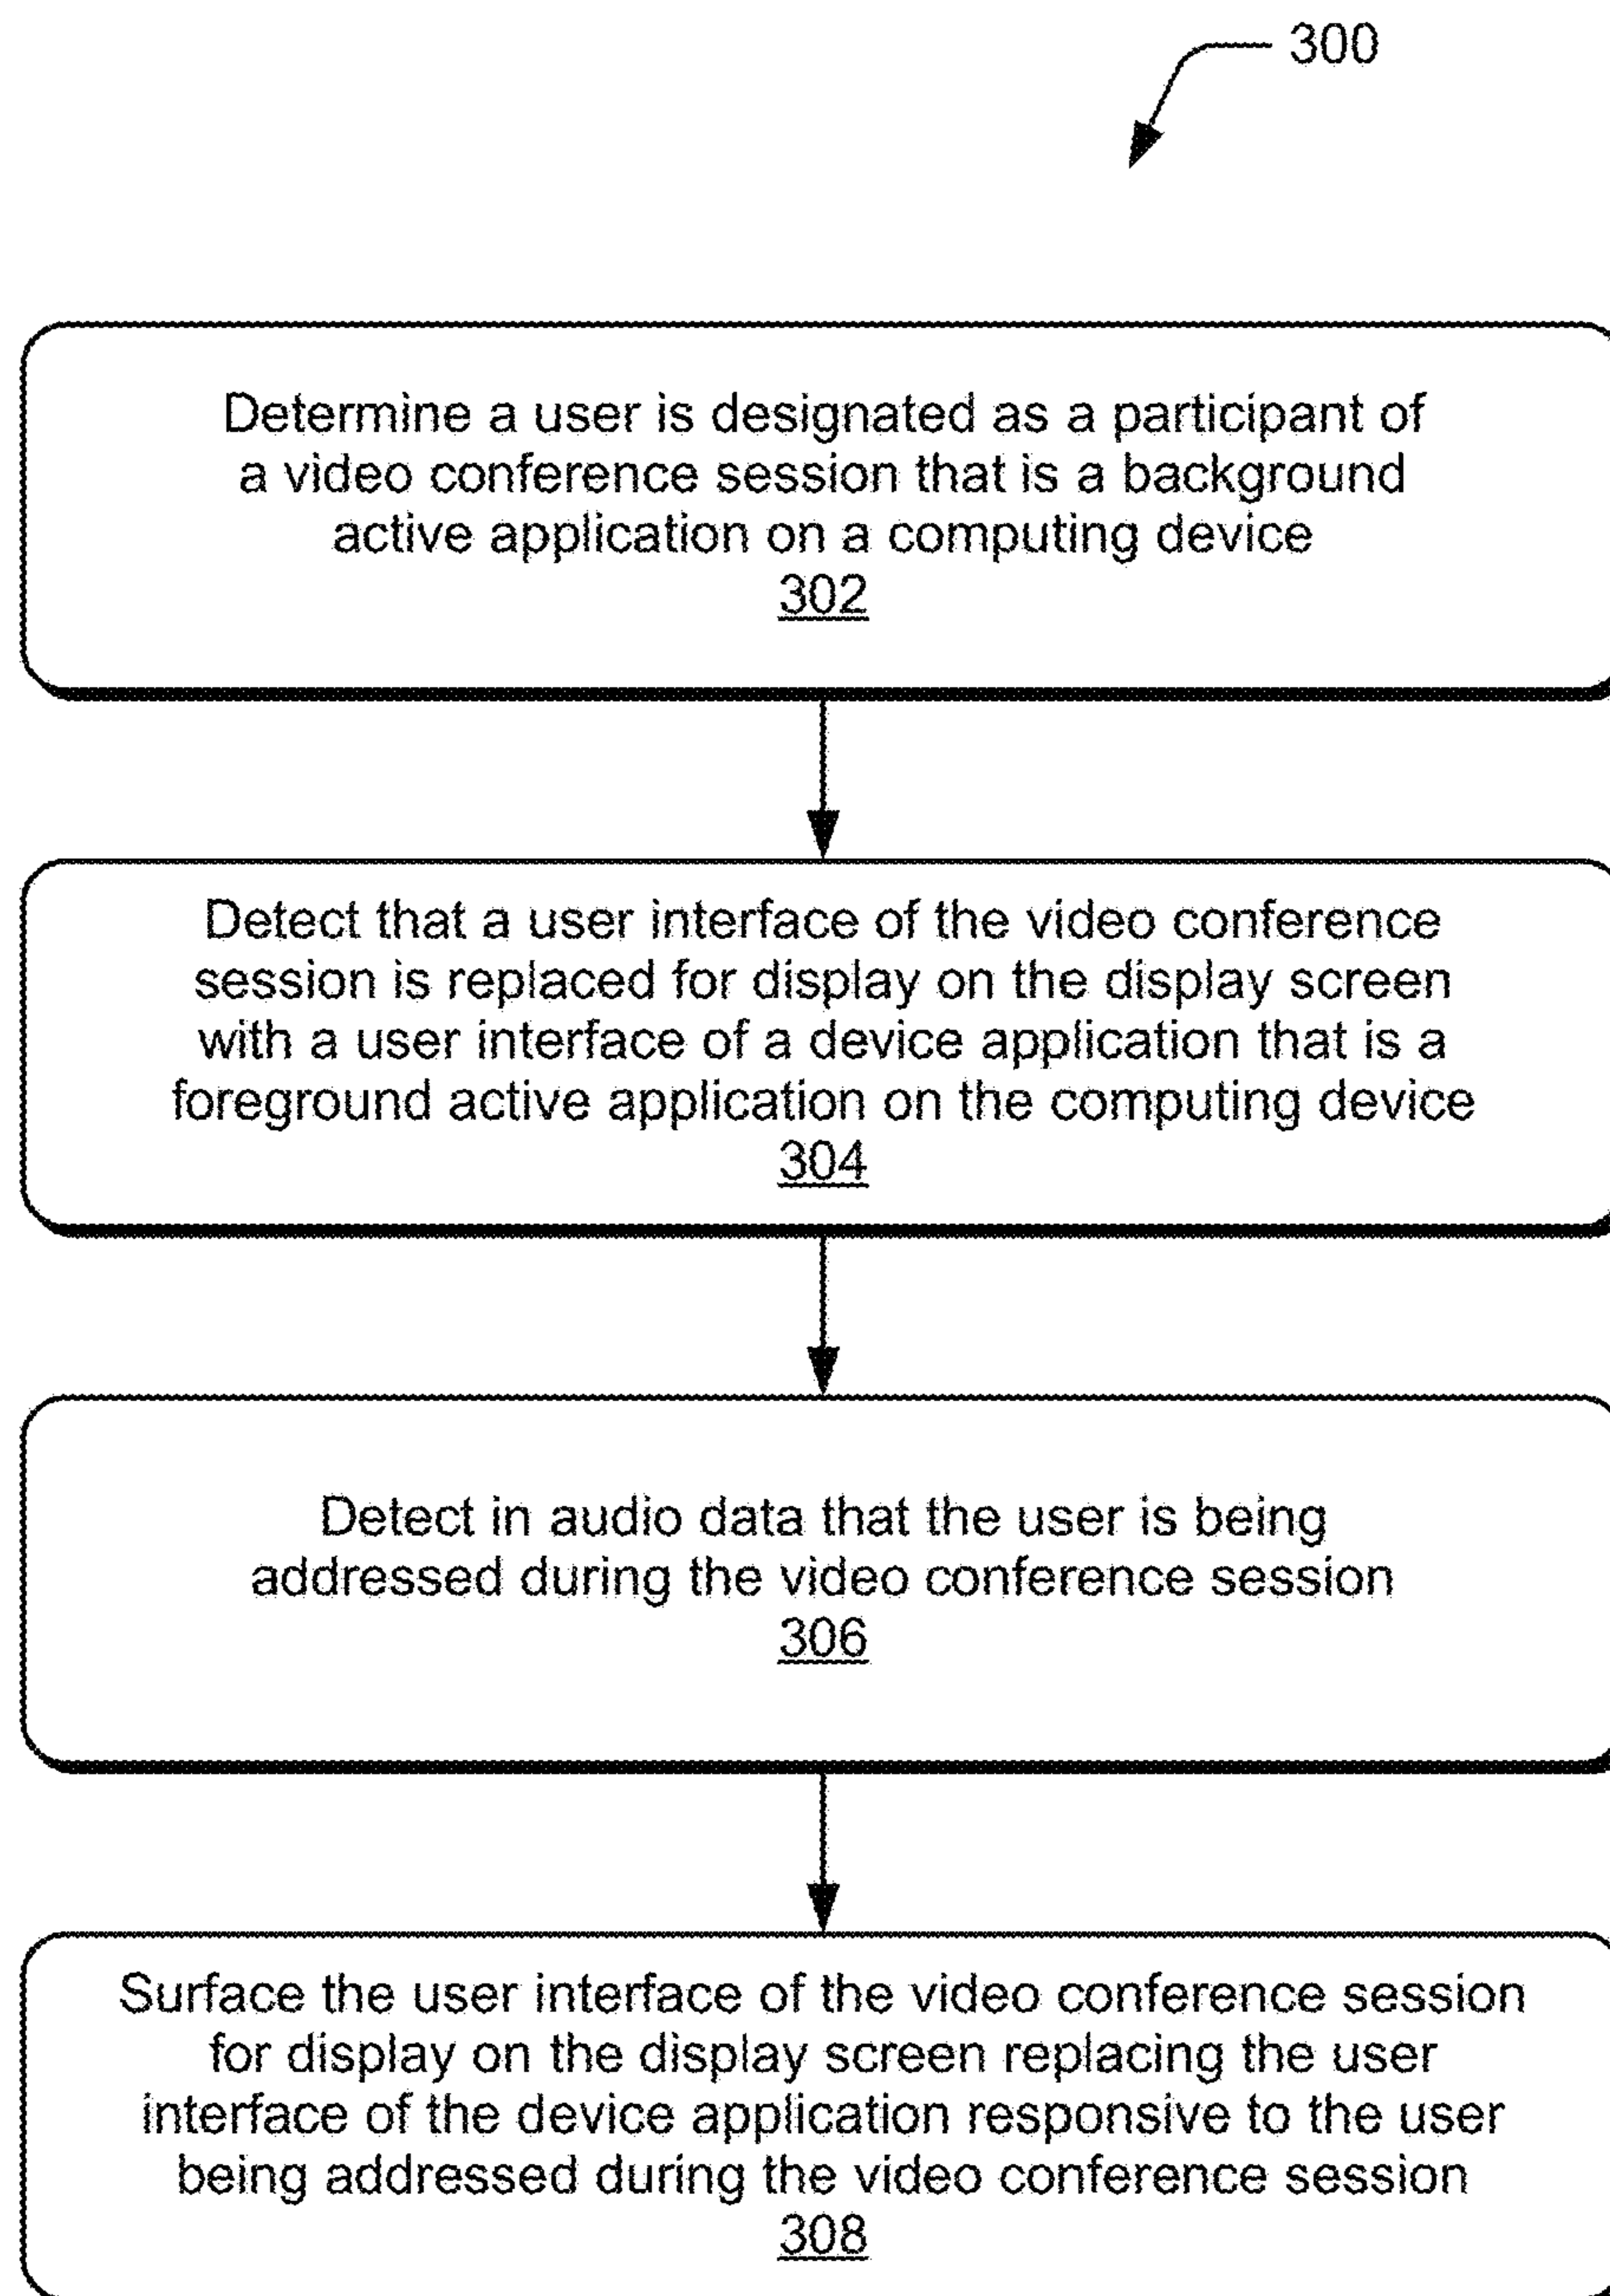 300
Determine a user is designated as a participant of
a video conference session that is a background
active application on a computing device
302
Detect that a user interface of the video conference
session is replaced for display on the display screen
with a user interface of a device application that is a
foreground active application on the computing device
304
Detect in audio data that the user is being
addressed during the video conference session
306
Surface the user interface of the video conference session
for display on the display screen replacing the user
interface of the device application responsive to the user
being addressed during the video conference session
308